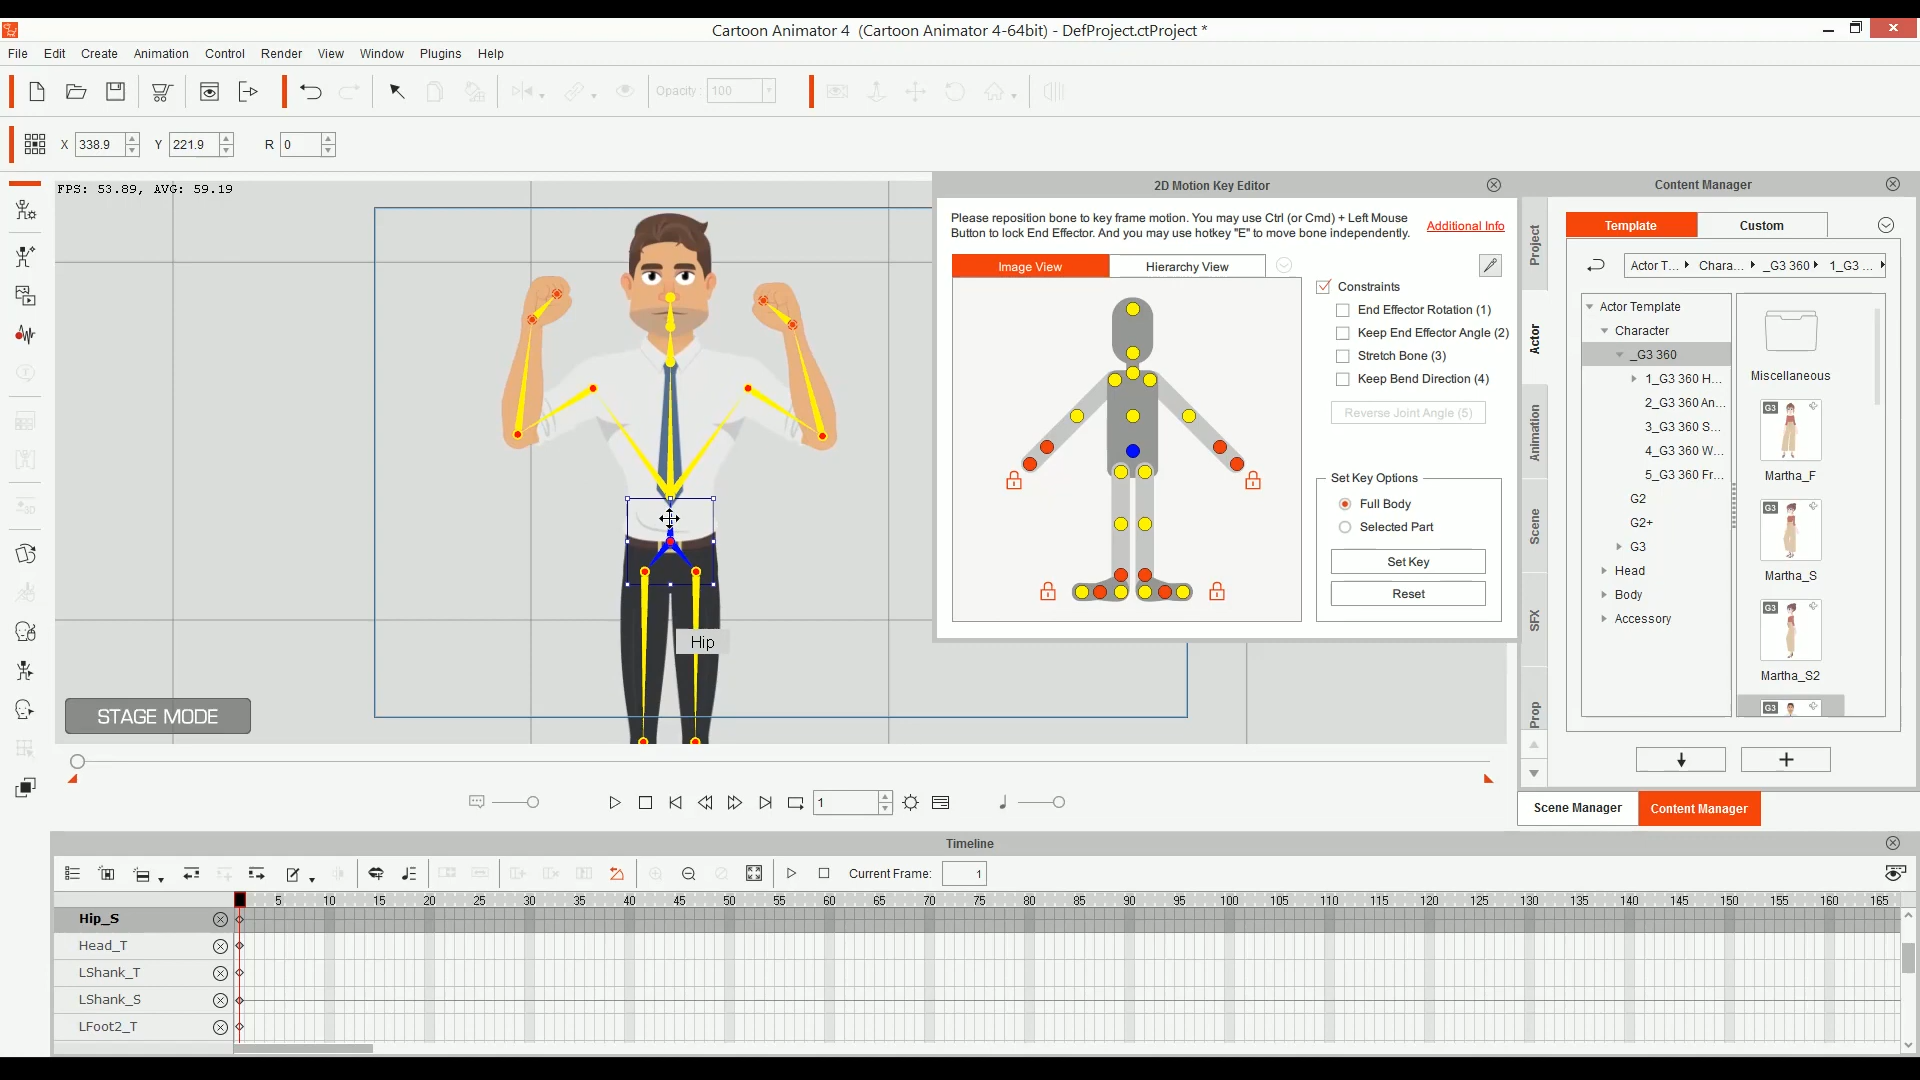 Cartoon Animator 4  (Cartoon Animator 4-64bit) - DefProject.ctProject *
File Edit Create Animation Control Render View Window Plugins Help
Opacity : 100
X 338.9 Y 221.9 R 0
FPS: 53.89, AVG: 59.19
2D Motion Key Editor
Please reposition bone to key frame motion. You may use Ctrl (or Cmd) + Left Mouse
Button to lock End Effector. And you may use hotkey "E" to move bone independently.
Additional Info
Image View Hierarchy View
Constraints
End Effector Rotation (1)
Keep End Effector Angle (2)
Stretch Bone (3)
Keep Bend Direction (4)
Reverse Joint Angle (5)
Set Key Options
Full Body
Selected Part
Set Key
Reset
Hip
STAGE MODE
Content Manager
Project
Actor
Animation
Scene
SFX
Prop
Template Custom
Actor T... Chara... _G3 360 1_G3 ...
Actor Template
Character
_G3 360
1_G3 360 H...
2_G3 360 An...
3_G3 360 S...
4_G3 360 W...
5_G3 360 Fr...
G2
G2+
G3
Head
Body
Accessory
Miscellaneous
G3
Martha_F
G3
Martha_S
G3
Martha_S2
G3
Scene Manager Content Manager
1
Timeline
Current Frame: 1
5 10 15 20 25 30 35 40 45 50 55 60 65 70 75 80 85 90 95 100 105 110 115 120 125 130 135 140 145 150 155 160 165
Hip_S
Head_T
LShank_T
LShank_S
LFoot2_T